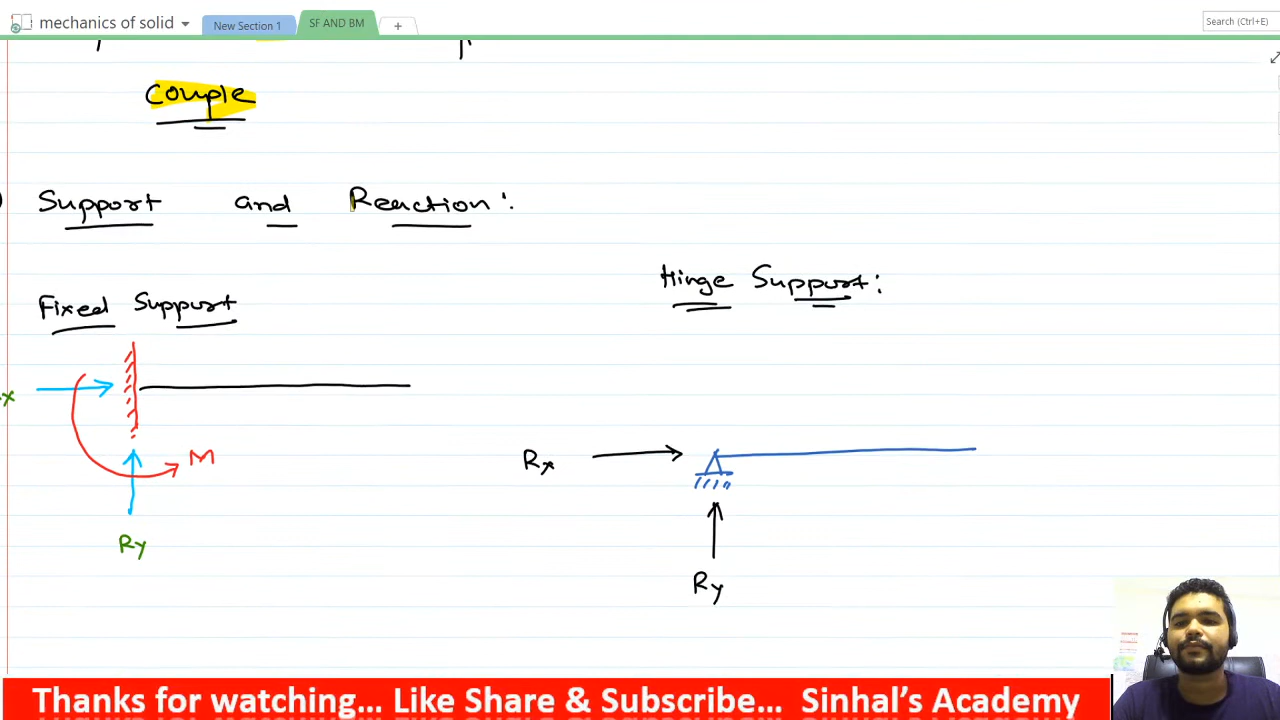 mechanics of solid
New Section 1
SF AND BM
+
Search (Ctrl+E)
Couple
Support and Reaction:
Hinge Support:
Fixed Support
x
M
Rx
Ry
Ry
Thanks for watching... Like Share & Subscribe... Sinhal's Academy